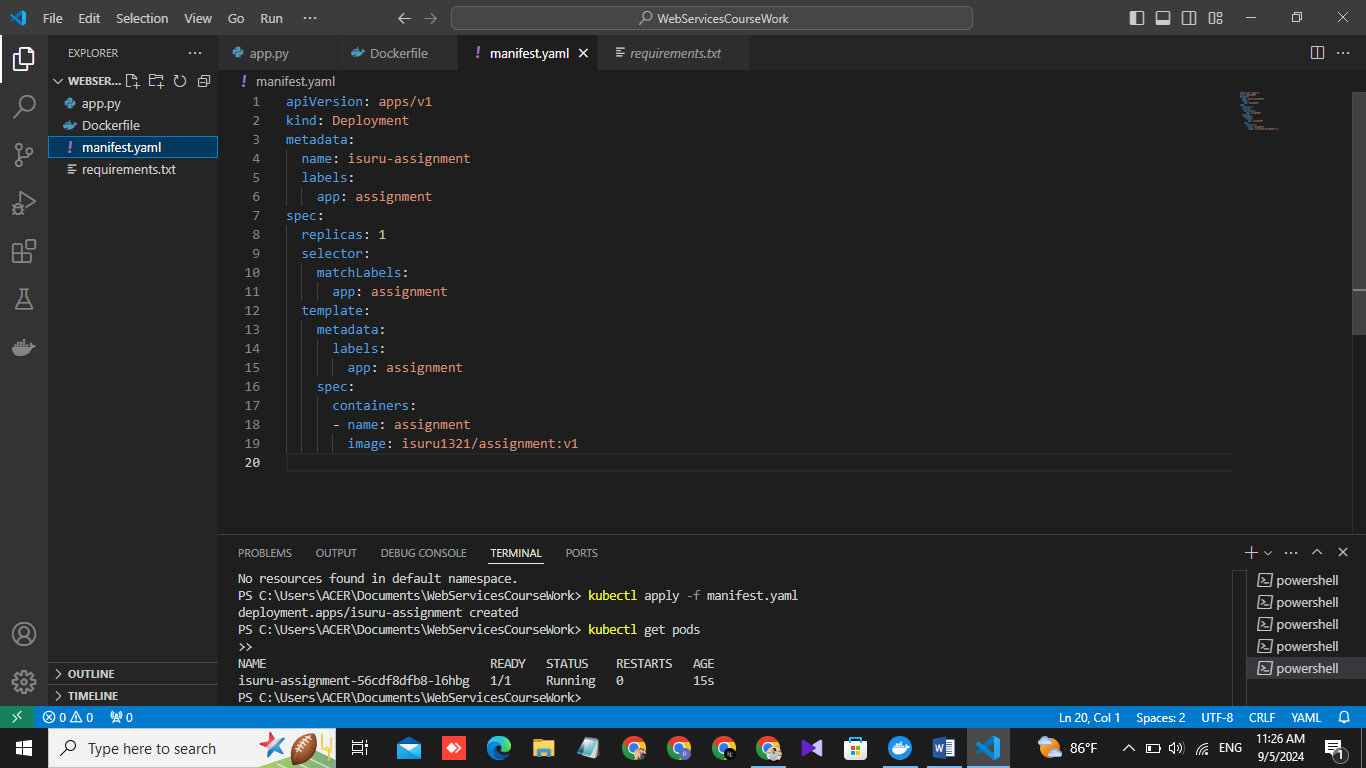 File Edit Selection View Go Run ··· WebServicesCourseWork
EXPLORER ···
WEBSER...
app.py
Dockerfile
manifest.yaml
requirements.txt
OUTLINE
TIMELINE
app.py Dockerfile ! manifest.yaml requirements.txt
! manifest.yaml
1 apiVersion: apps/v1
2 kind: Deployment
3 metadata:
4   name: isuru-assignment
5   labels:
6     app: assignment
7 spec:
8   replicas: 1
9   selector:
10     matchLabels:
11       app: assignment
12   template:
13     metadata:
14       labels:
15         app: assignment
16     spec:
17       containers:
18       - name: assignment
19         image: isuru1321/assignment:v1
20
PROBLEMS OUTPUT DEBUG CONSOLE TERMINAL PORTS
No resources found in default namespace.
PS C:\Users\ACER\Documents\WebServicesCourseWork> kubectl apply -f manifest.yaml
deployment.apps/isuru-assignment created
PS C:\Users\ACER\Documents\WebServicesCourseWork> kubectl get pods
>>
NAME READY STATUS RESTARTS AGE
isuru-assignment-56cdf8dfb8-l6hbg 1/1 Running 0 15s
PS C:\Users\ACER\Documents\WebServicesCourseWork>
powershell
powershell
powershell
powershell
powershell
0 0 0 Ln 20, Col 1 Spaces: 2 UTF-8 CRLF YAML
Type here to search 86°F ENG 11:26 AM
9/5/2024 1